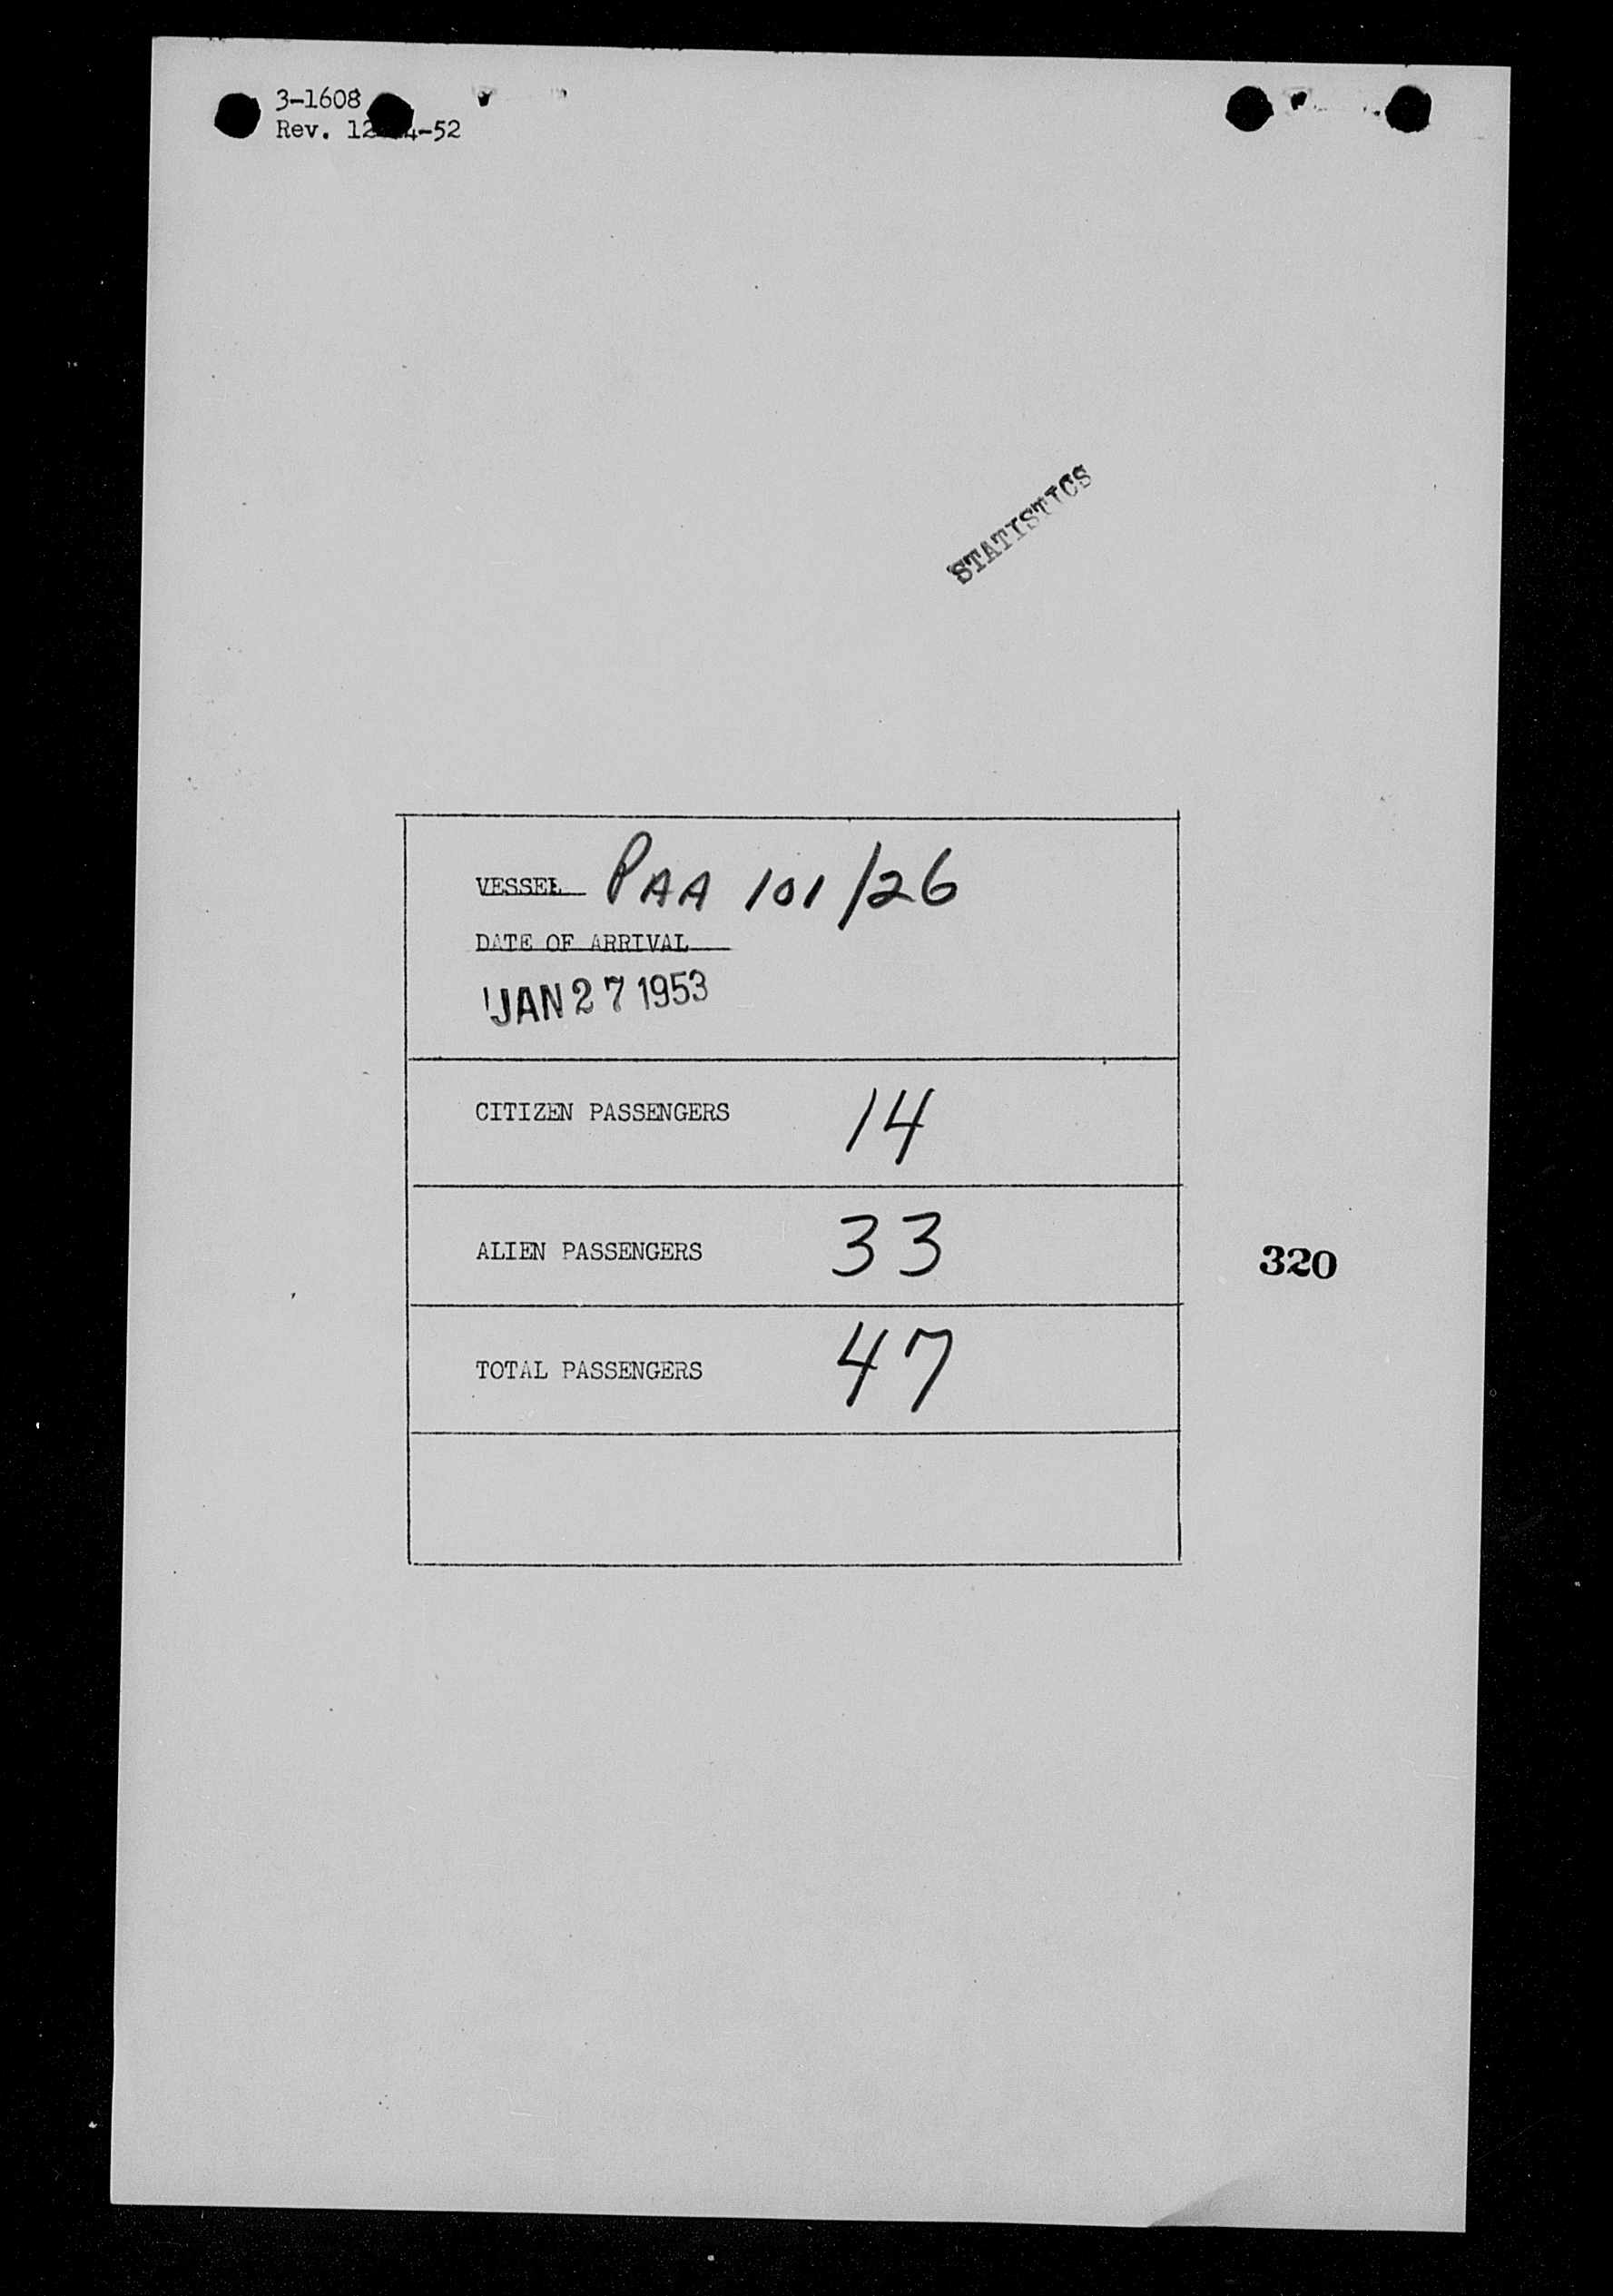 3-1608
Rev. 12 4-52
STATISTICS
VESSEL PAA 101/26
DATE OF ARRIVAL
JAN 27 1953
CITIZEN PASSENGERS 14
ALIEN PASSENGERS 33
320
TOTAL PASSENGERS 47